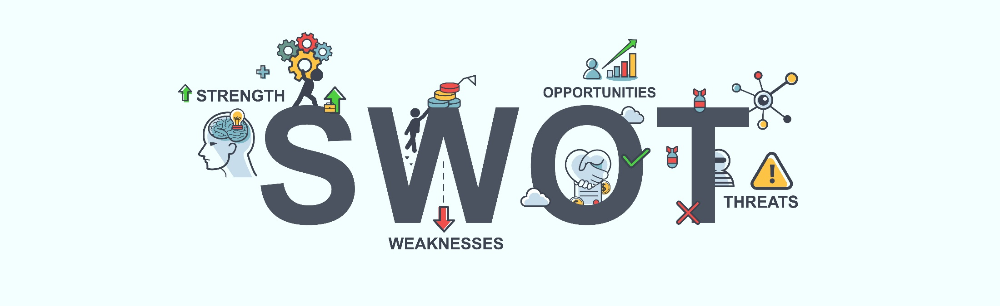 STRENGTH
OPPORTUNITIES
SWOT
THREATS
WEAKNESSES